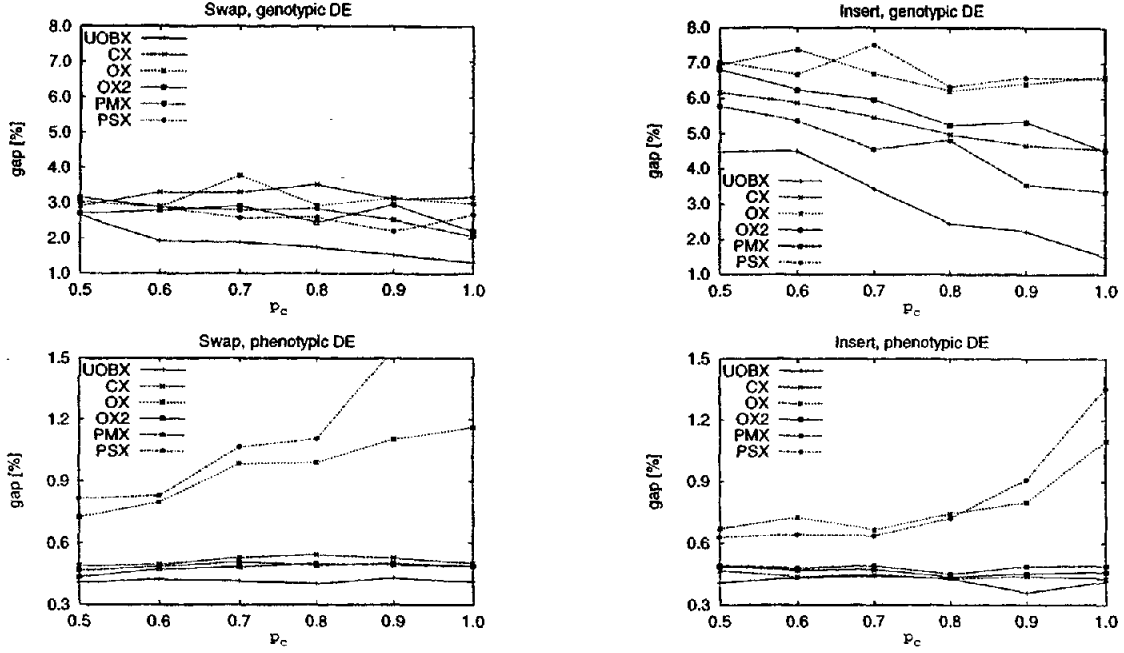 Swap, genotypic DE
8.0
7.0
6.0
5.0
4.0
3.0
2.0
1.0
gap [%]
UOBX
CX
OX
OX2
PMX
PSX
0.5 0.6 0.7 0.8 0.9 1.0
p_c
Insert, genotypic DE
8.0
7.0
6.0
5.0
4.0
3.0
2.0
1.0
gap [%]
UOBX
CX
OX
OX2
PMX
PSX
0.5 0.6 0.7 0.8 0.9 1.0
p_c
Swap, phenotypic DE
1.5
1.2
0.9
0.6
0.3
gap [%]
UOBX
CX
OX
OX2
PMX
PSX
0.5 0.6 0.7 0.8 0.9 1.0
p_c
Insert, phenotypic DE
1.5
1.2
0.9
0.6
0.3
gap [%]
UOBX
CX
OX
OX2
PMX
PSX
0.5 0.6 0.7 0.8 0.9 1.0
p_c